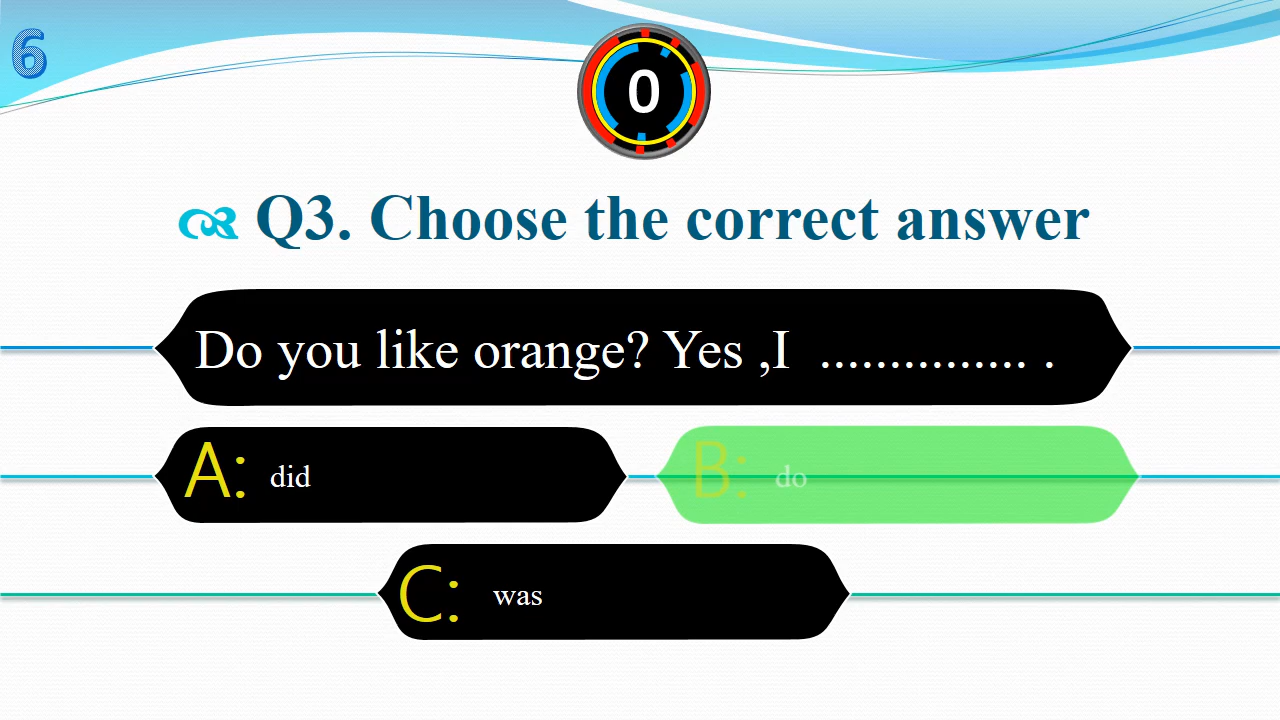 6
0
Q3. Choose the correct answer
Do you like orange? Yes ,I ............... .
A: did
B: do
C: was